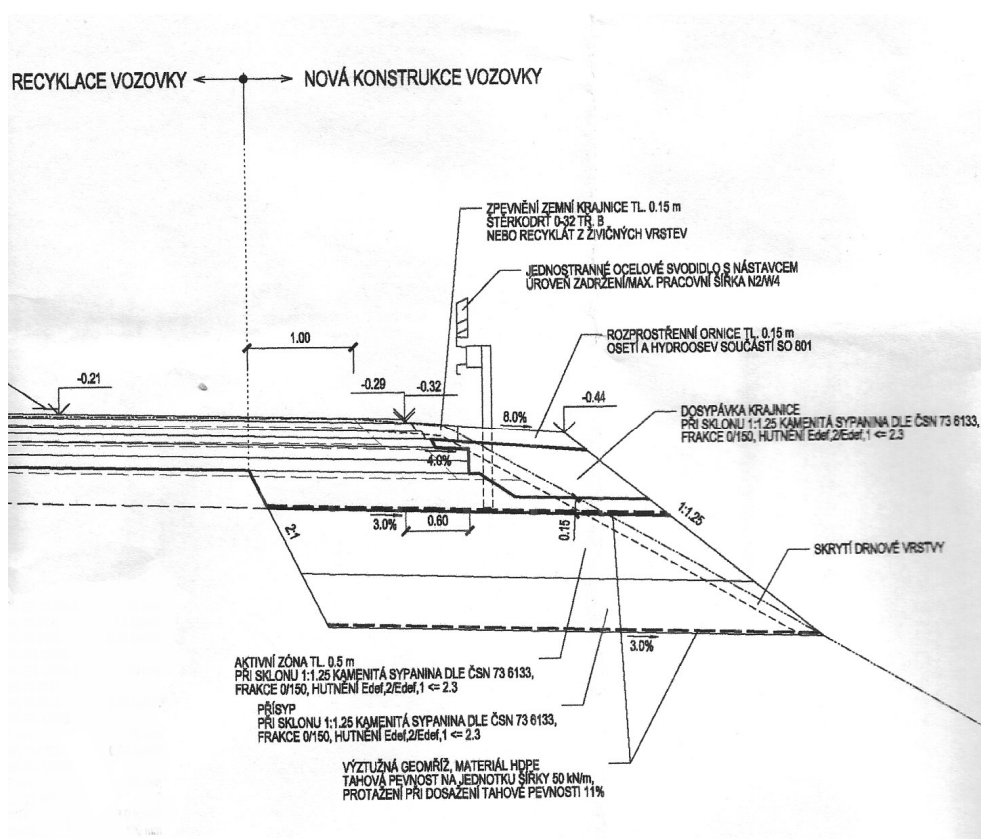 RECYKLACE VOZOVKY
NOVÁ KONSTRUKCE VOZOVKY
ZPEVNĚNÍ ZEMNÍ KRAJNICE TL. 0.15 m
ŠTĚRKODRŤ 0-32 TŘ. B
NEBO RECYKLÁT Z ŽIVIČNÝCH VRSTEV
JEDNOSTRANNÉ OCELOVÉ SVODIDLO S NÁSTAVCEM
ÚROVEŇ ZADRŽENÍ/MAX. PRACOVNÍ ŠÍŘKA N2/W4
1.00
ROZPROSTŘENÍ ORNICE TL. 0.15 m
OSETÍ A HYDROOSEV SOUČÁSTÍ SO 801
-0.21
-0.29
-0.32
8.0%
-0.44
DOSYPÁVKA KRAJNICE
PŘI SKLONU 1:1.25 KAMENITÁ SYPANINA DLE ČSN 73 6133,
FRAKCE 0/150, HUTNĚNÍ Edef,2/Edef,1 <= 2.3
4.0%
2:1
3.0%
0.60
0.15
1:1.25
SKRYTÍ DRNOVÉ VRSTVY
3.0%
AKTIVNÍ ZÓNA TL. 0.5 m
PŘI SKLONU 1:1.25 KAMENITÁ SYPANINA DLE ČSN 73 6133,
FRAKCE 0/150, HUTNĚNÍ Edef,2/Edef,1 <= 2.3
PŘÍSYP
PŘI SKLONU 1:1.25 KAMENITÁ SYPANINA DLE ČSN 73 6133,
FRAKCE 0/150, HUTNĚNÍ Edef,2/Edef,1 <= 2.3
VÝZTUŽNÁ GEOMŘÍŽ, MATERIÁL HDPE
TAHOVÁ PEVNOST NA JEDNOTKU ŠÍŘKY 50 kN/m,
PROTAŽENÍ PŘI DOSAŽENÍ TAHOVÉ PEVNOSTI 11%